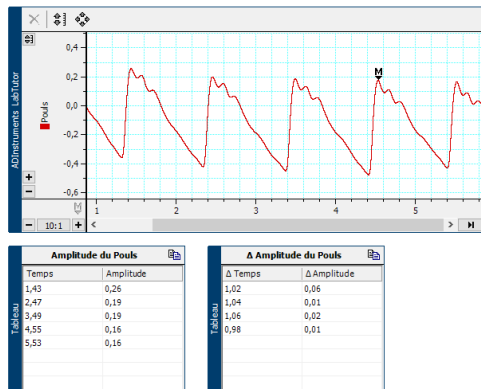 0,4
0,2
0,0
-0,2
-0,4
-0,6
ADInstruments LabTutor
Pouls
M
M
1 2 3 4 5
10:1
Amplitude du Pouls
Temps Amplitude
1,43 0,26
2,47 0,19
3,49 0,19
4,55 0,16
5,53 0,16
Tableau
Δ Amplitude du Pouls
Δ Temps Δ Amplitude
1,02 0,06
1,04 0,01
1,06 0,02
0,98 0,01
Tableau